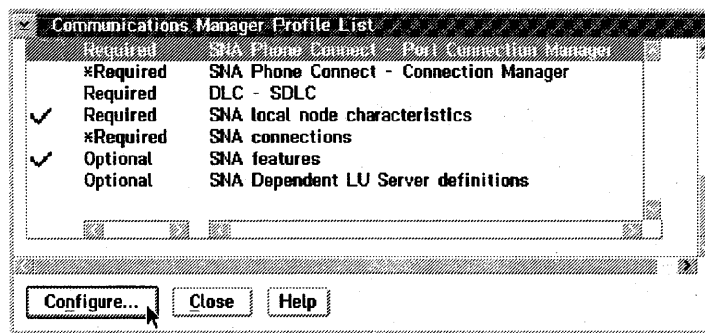 Communications Manager Profile List
Required SNA Phone Connect - Port Connection Manager
*Required SNA Phone Connect - Connection Manager
Required DLC - SDLC
Required SNA local node characteristics
*Required SNA connections
Optional SNA features
Optional SNA Dependent LU Server definitions
Configure... Close Help